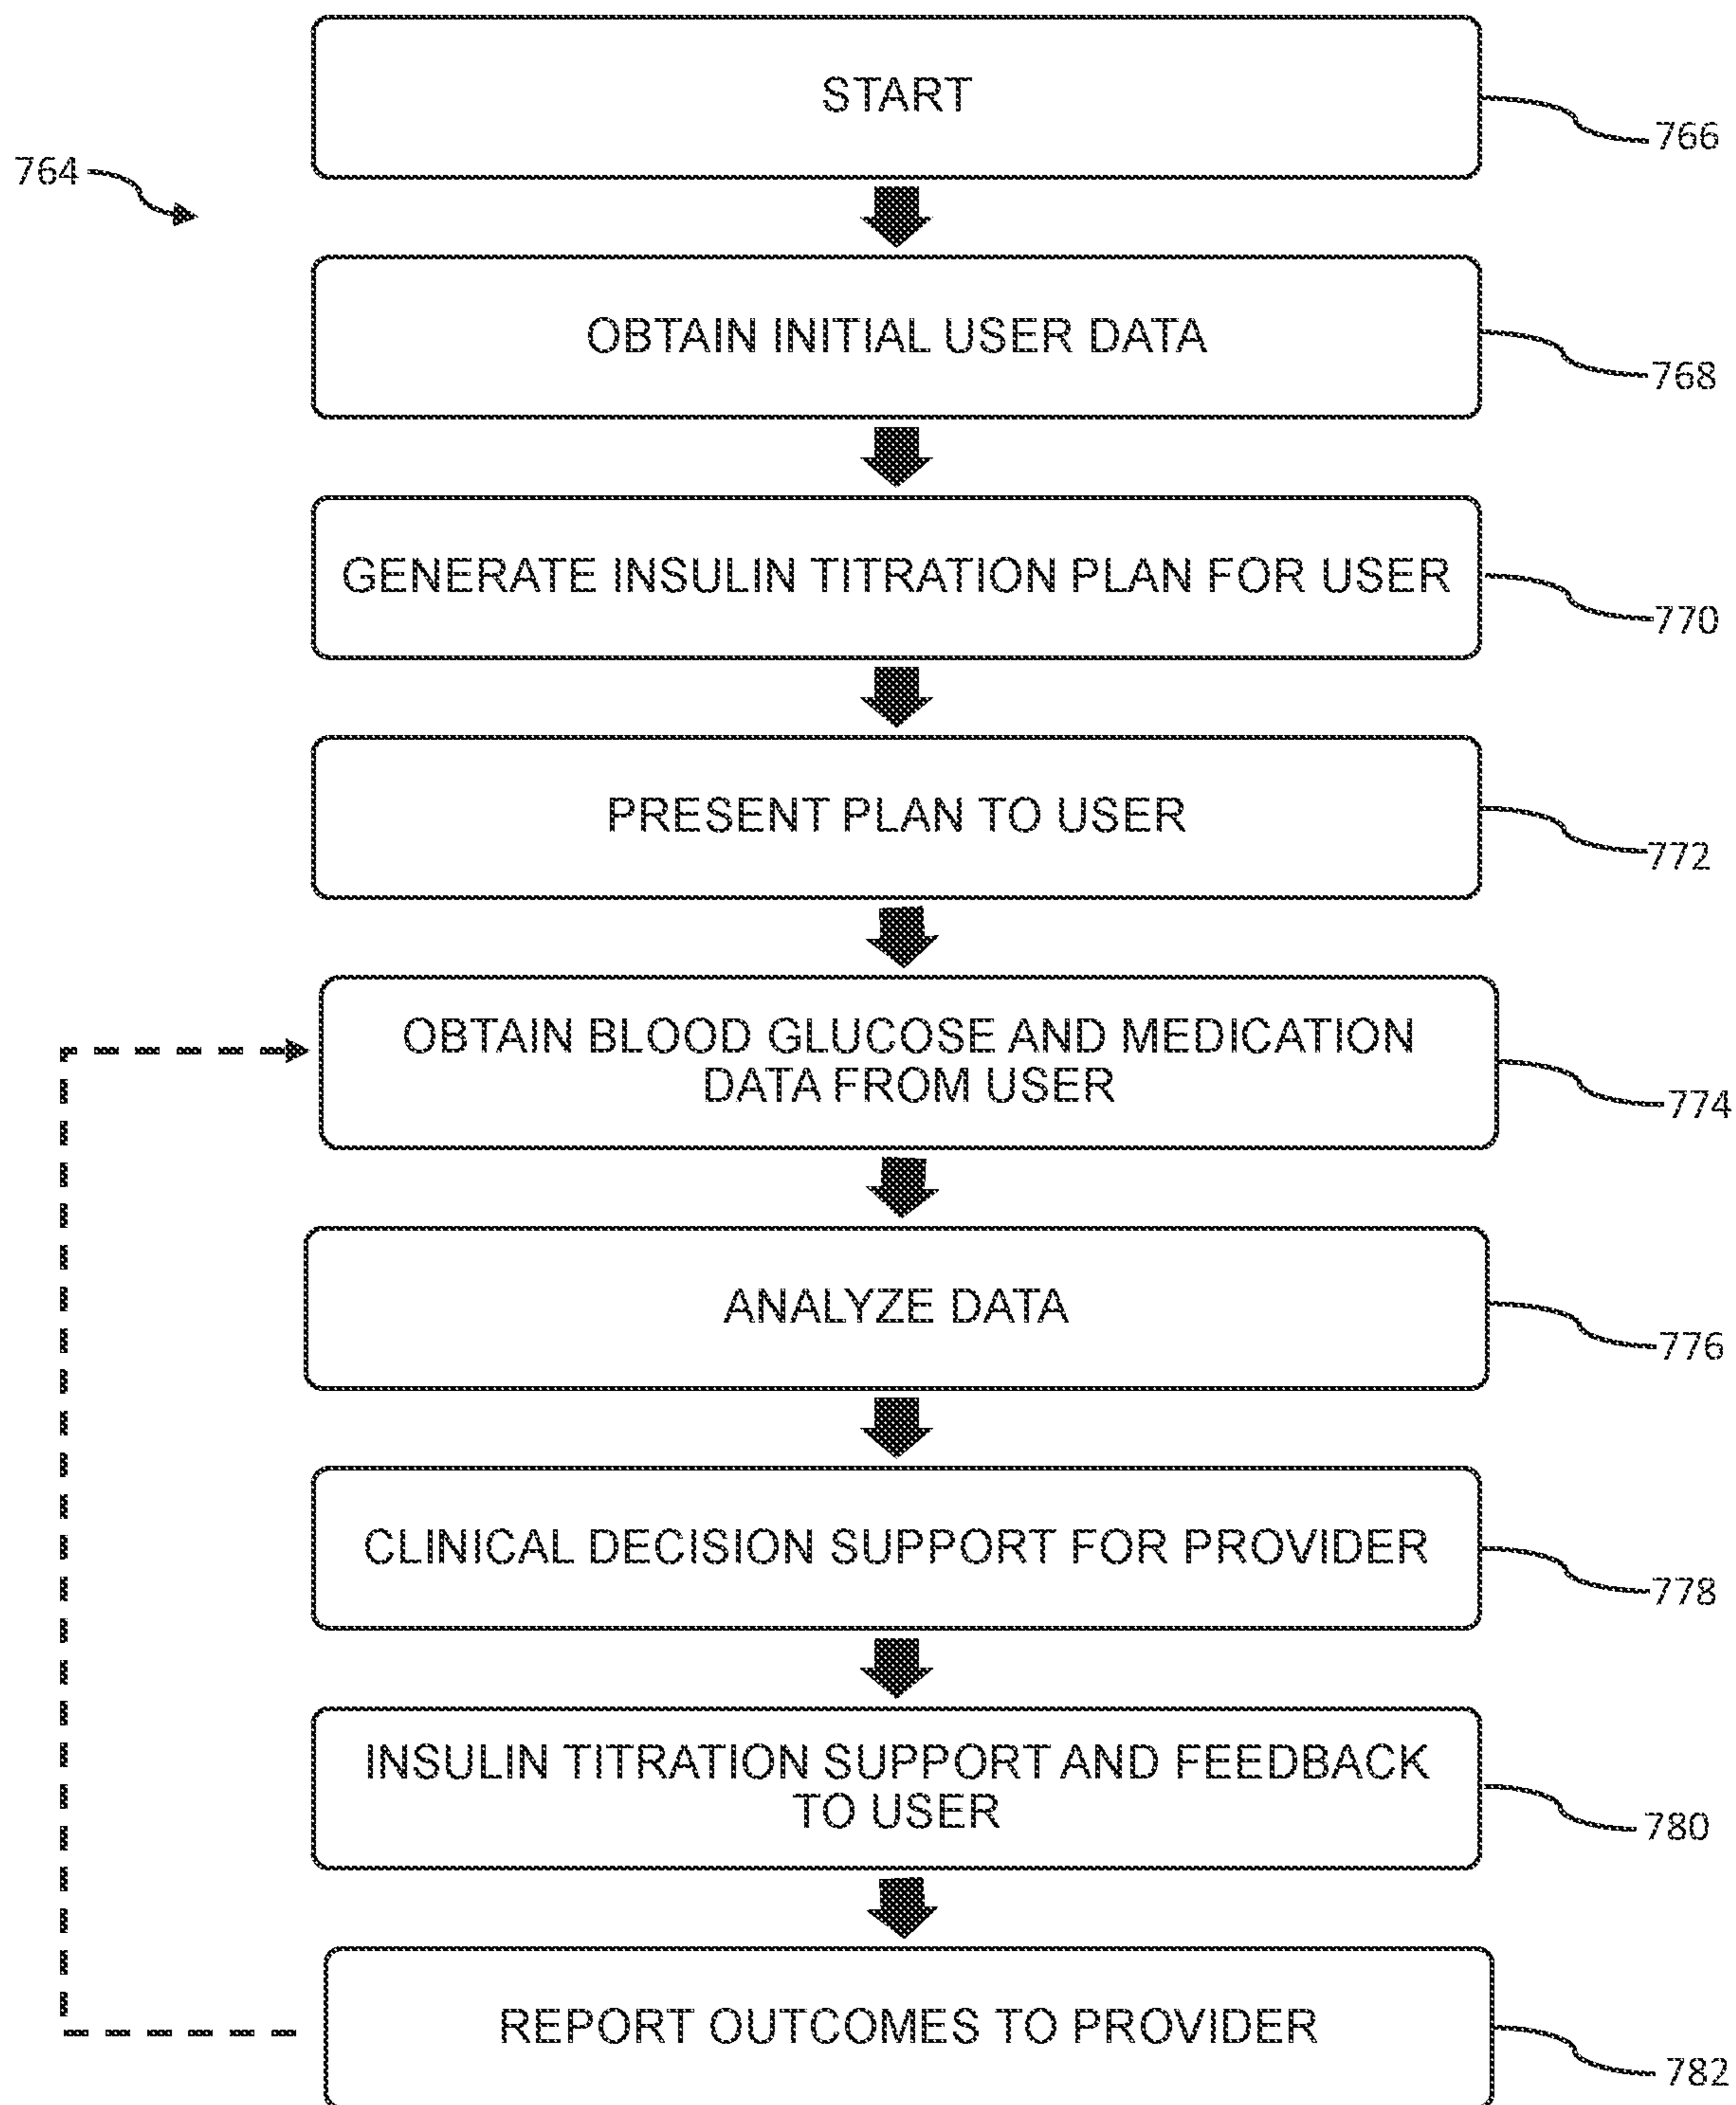 START
766
764
OBTAIN INITIAL USER DATA
768
GENERATE INSULIN TITRATION PLAN FOR USER
770
PRESENT PLAN TO USER
772
OBTAIN BLOOD GLUCOSE AND MEDICATION
DATA FROM USER
774
ANALYZE DATA
776
CLINICAL DECISION SUPPORT FOR PROVIDER
778
INSULIN TITRATION SUPPORT AND FEEDBACK
TO USER
780
REPORT OUTCOMES TO PROVIDER
782